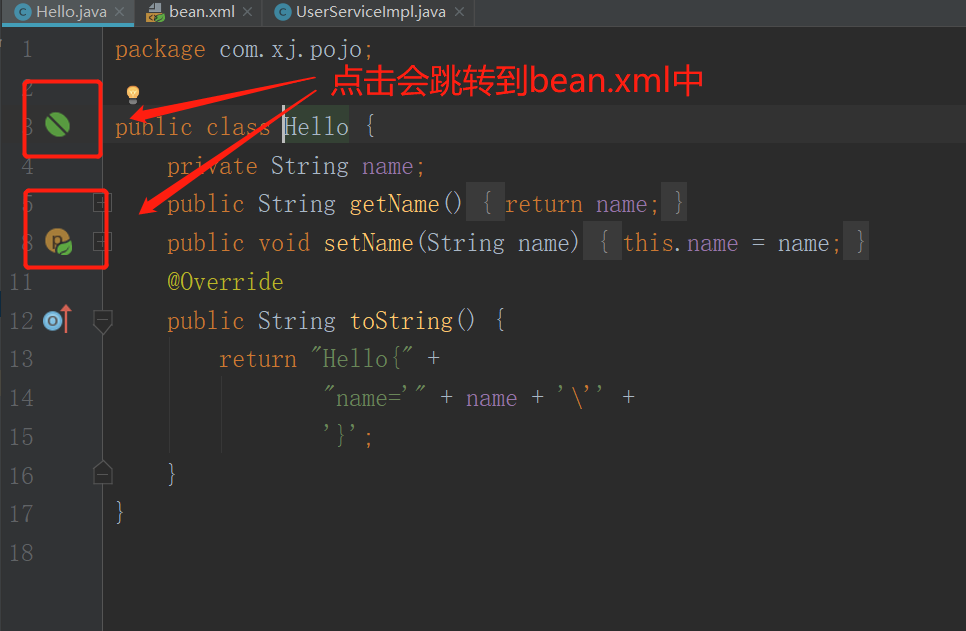 Hello.java bean.xml UserServiceImpl.java
1 package com.xj.pojo;
2
点击会跳转到bean.xml中
3 public class Hello {
4 private String name;
5 public String getName() { return name; }
8 public void setName(String name) { this.name = name; }
11 @Override
12 public String toString() {
13 return "Hello{" +
14 "name='" + name + '\'' +
15 '}';
16 }
17 }
18